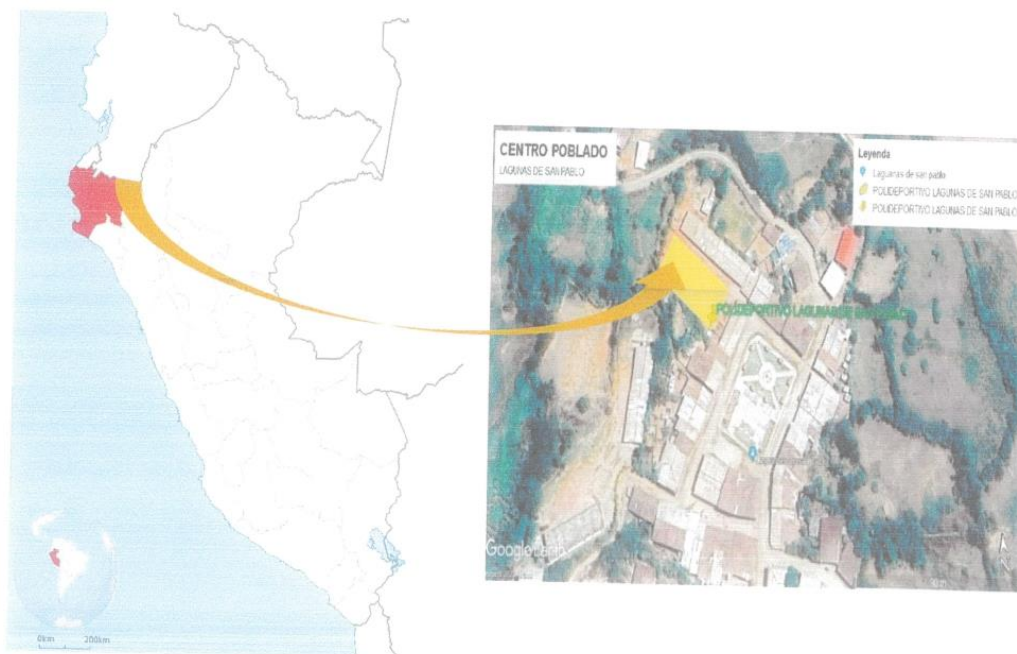 CENTRO POBLADO
LAGUNAS DE SAN PABLO
Leyenda
Lagunas de san pablo
POLIDEPORTIVO LAGUNAS DE SAN PABLO
POLIDEPORTIVO LAGUNAS DE SAN PABLO
POLIDEPORTIVO LAGUNAS DE SAN PABLO
Google Earth
0km 200km